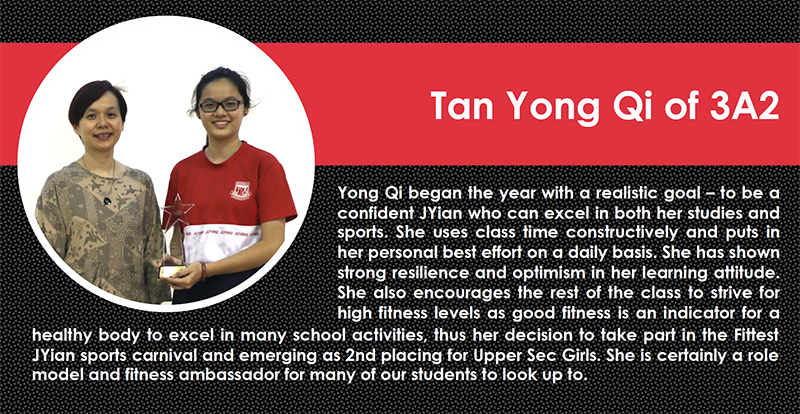 Tan Yong Qi of 3A2
Yong Qi began the year with a realistic goal – to be a
confident JYian who can excel in both her studies and
sports. She uses class time constructively and puts in
her personal best effort on a daily basis. She has shown
strong resilience and optimism in her learning attitude.
She also encourages the rest of the class to strive for
high fitness levels as good fitness is an indicator for a
healthy body to excel in many school activities, thus her decision to take part in the Fittest
JYian sports carnival and emerging as 2nd placing for Upper Sec Girls. She is certainly a role
model and fitness ambassador for many of our students to look up to.